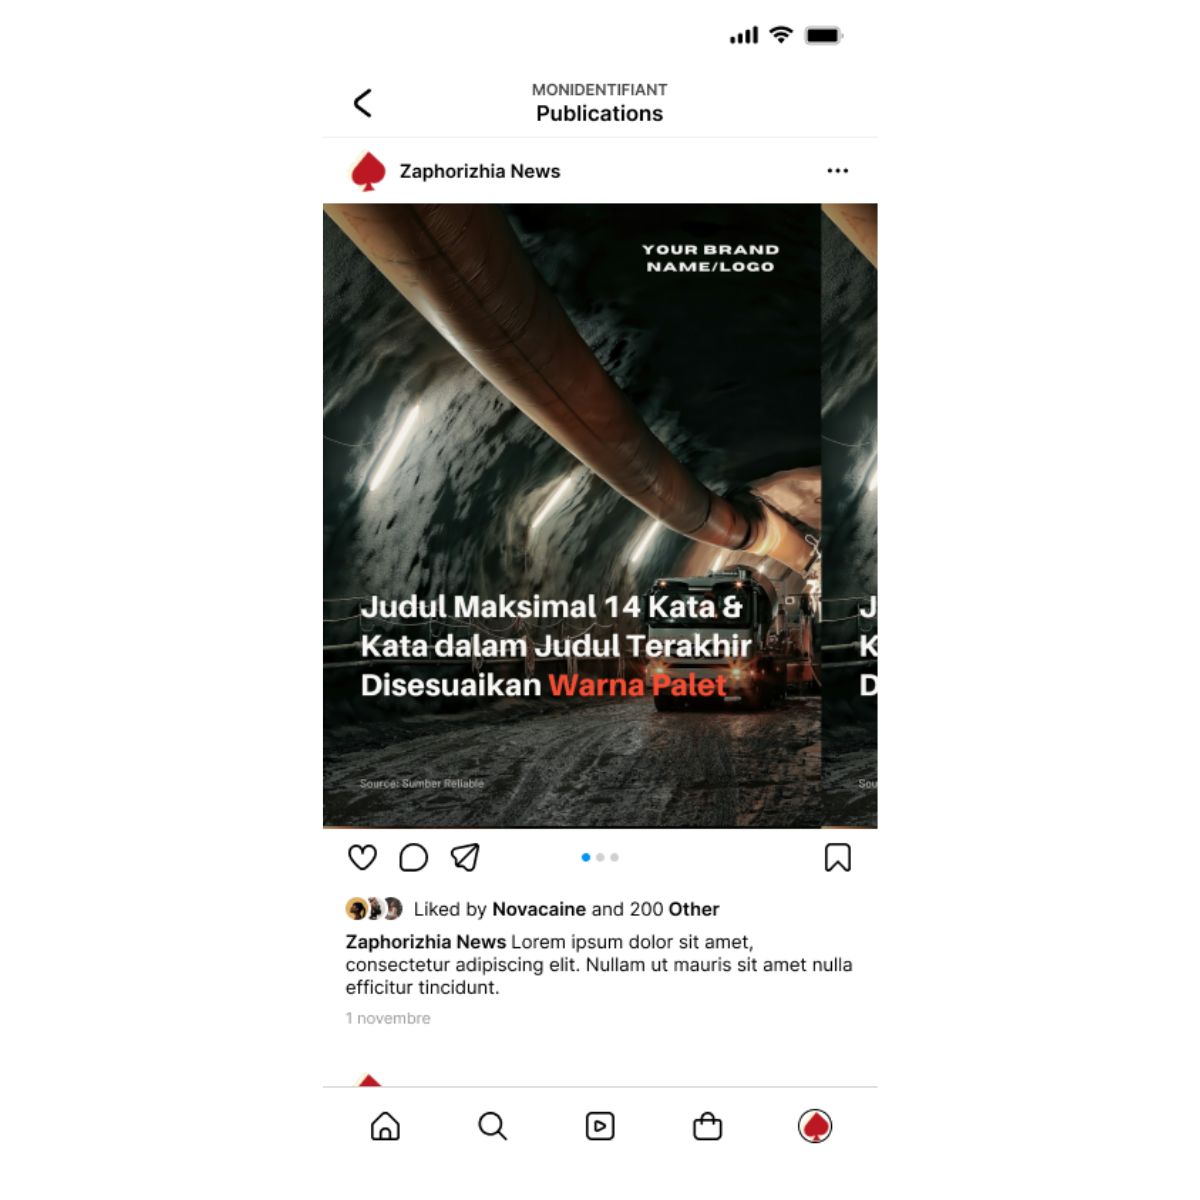 MONIDENTIFIANT
Publications
Zaphorizhia News
YOUR BRAND
NAME/LOGO
Judul Maksimal 14 Kata &
Kata dalam Judul Terakhir
Disesuaikan Warna Palet
J
K
D
Source: Sumber Reliable
Sou
Liked by Novacaine and 200 Other
Zaphorizhia News Lorem ipsum dolor sit amet,
consectetur adipiscing elit. Nullam ut mauris sit amet nulla
efficitur tincidunt.
1 novembre